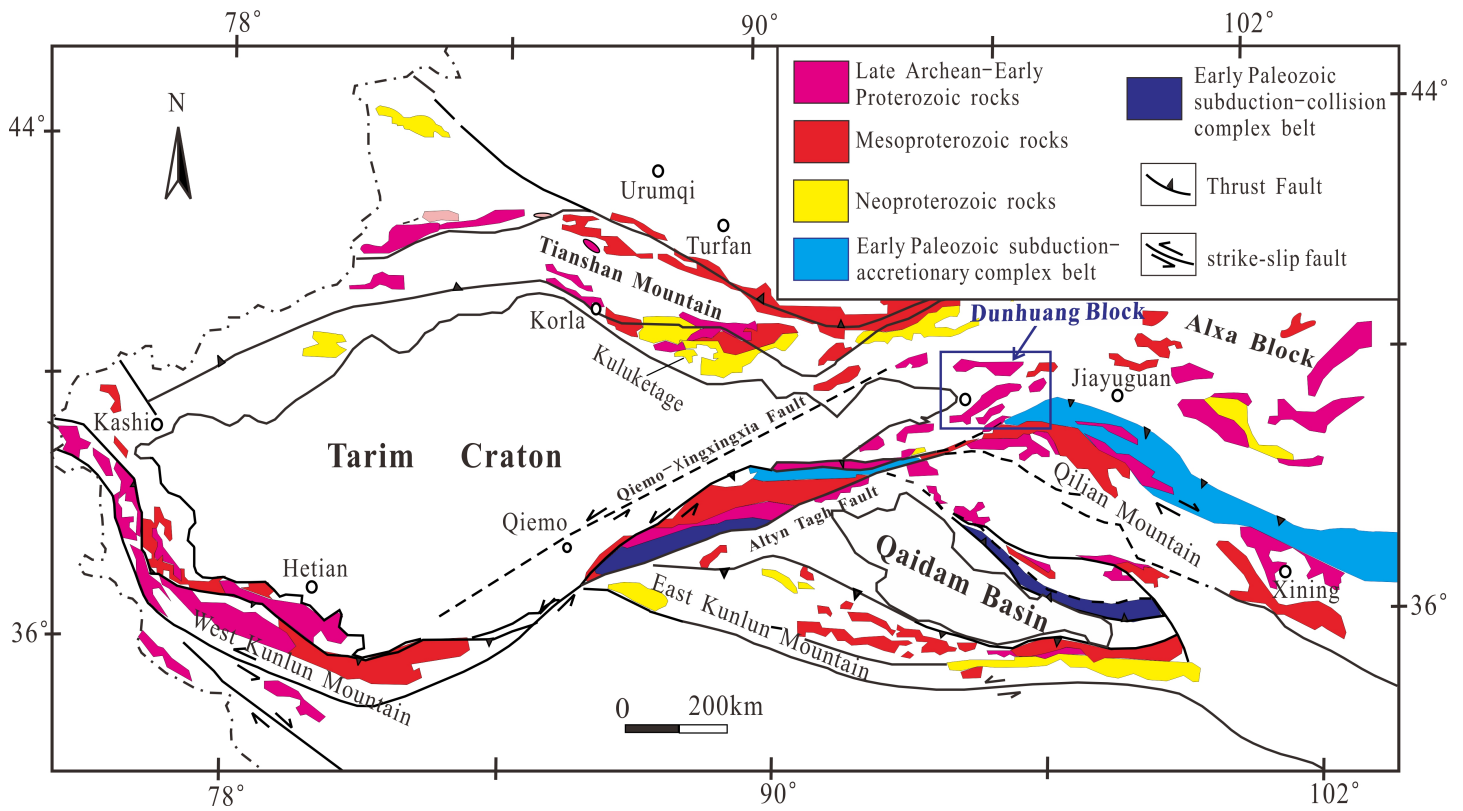 78°
90°
102°
Late Archean-Early
Proterozoic rocks
Early Paleozoic
subduction-collision
complex belt
44°
N
44°
Mesoproterozoic rocks
Urumqi
Thrust Fault
Neoproterozoic rocks
Turfan
Early Paleozoic subduction-
accretionary complex belt
strike-slip fault
Tianshan Mountain
Korla
Dunhuang Block
Alxa Block
Kuluketage
Jiayuguan
Kashi
Qiemo-Xingxingxia Fault
Tarim Craton
Qilian Mountain
Qiemo
Altyn Tagh Fault
Qaidam Basin
Hetian
Xining
East Kunlun Mountain
36°
36°
West Kunlun Mountain
0 200km
78°
90°
102°